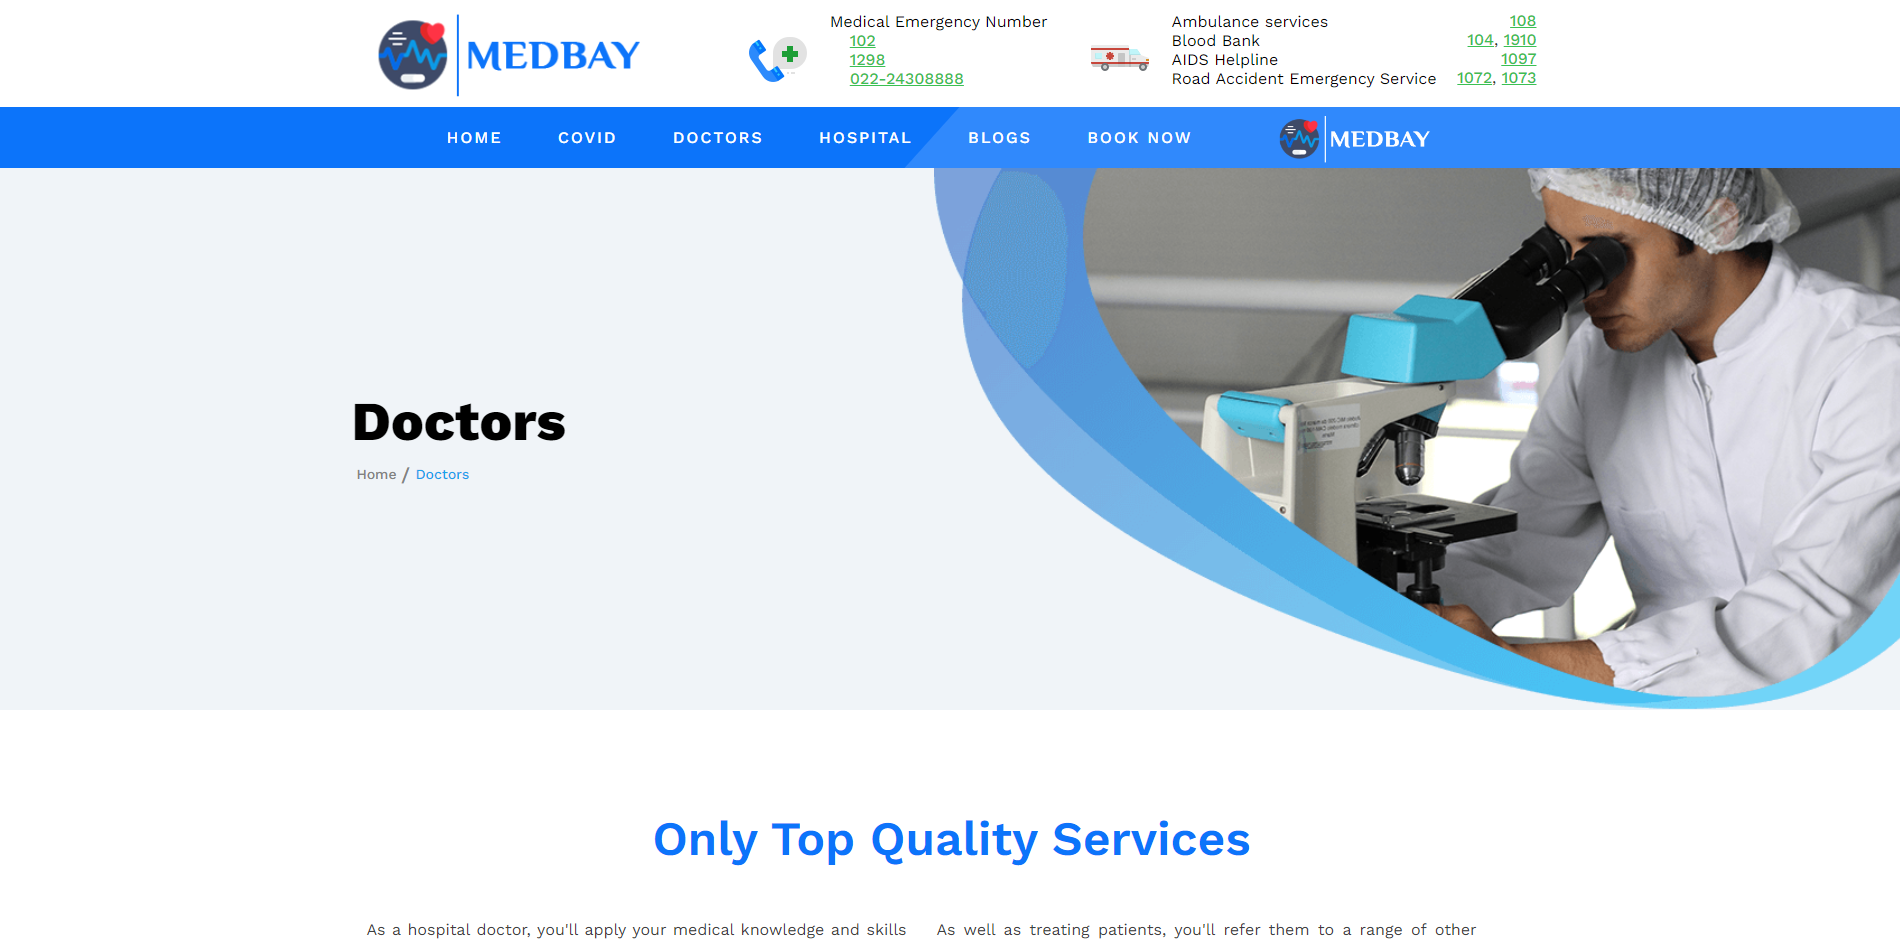 MEDBAY
Medical Emergency Number
102
1298
022-24308888
Ambulance services 108
Blood Bank 104, 1910
AIDS Helpline 1097
Road Accident Emergency Service 1072, 1073
HOME COVID DOCTORS HOSPITAL BLOGS BOOK NOW MEDBAY
Doctors
Home / Doctors
Only Top Quality Services
As a hospital doctor, you'll apply your medical knowledge and skills
As well as treating patients, you'll refer them to a range of other